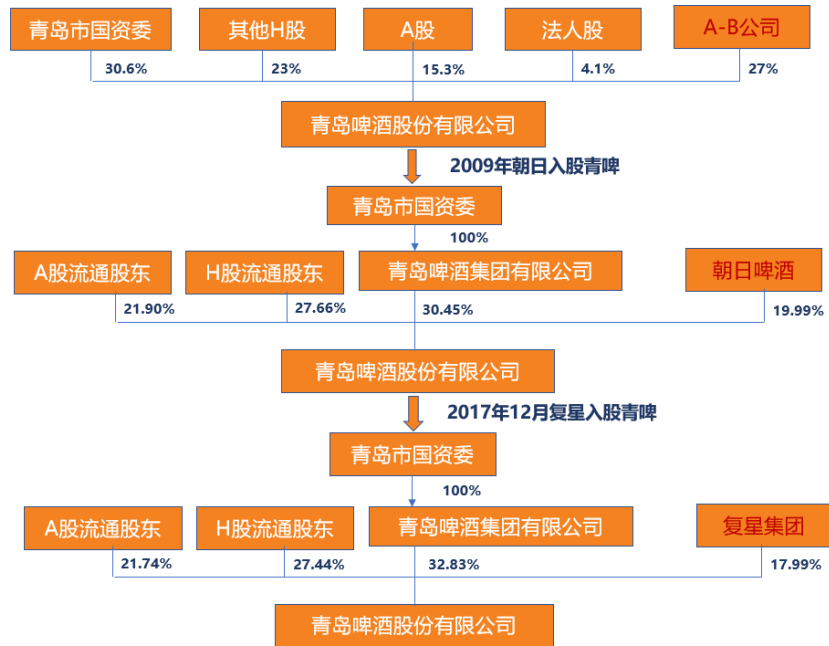 青岛市国资委
其他H股
A股
法人股
A-B公司
30.6%
23%
15.3%
4.1%
27%
青岛啤酒股份有限公司
2009年朝日入股青啤
青岛市国资委
100%
A股流通股东
H股流通股东
青岛啤酒集团有限公司
朝日啤酒
21.90%
27.66%
30.45%
19.99%
青岛啤酒股份有限公司
2017年12月复星入股青啤
青岛市国资委
100%
A股流通股东
H股流通股东
青岛啤酒集团有限公司
复星集团
21.74%
27.44%
32.83%
17.99%
青岛啤酒股份有限公司